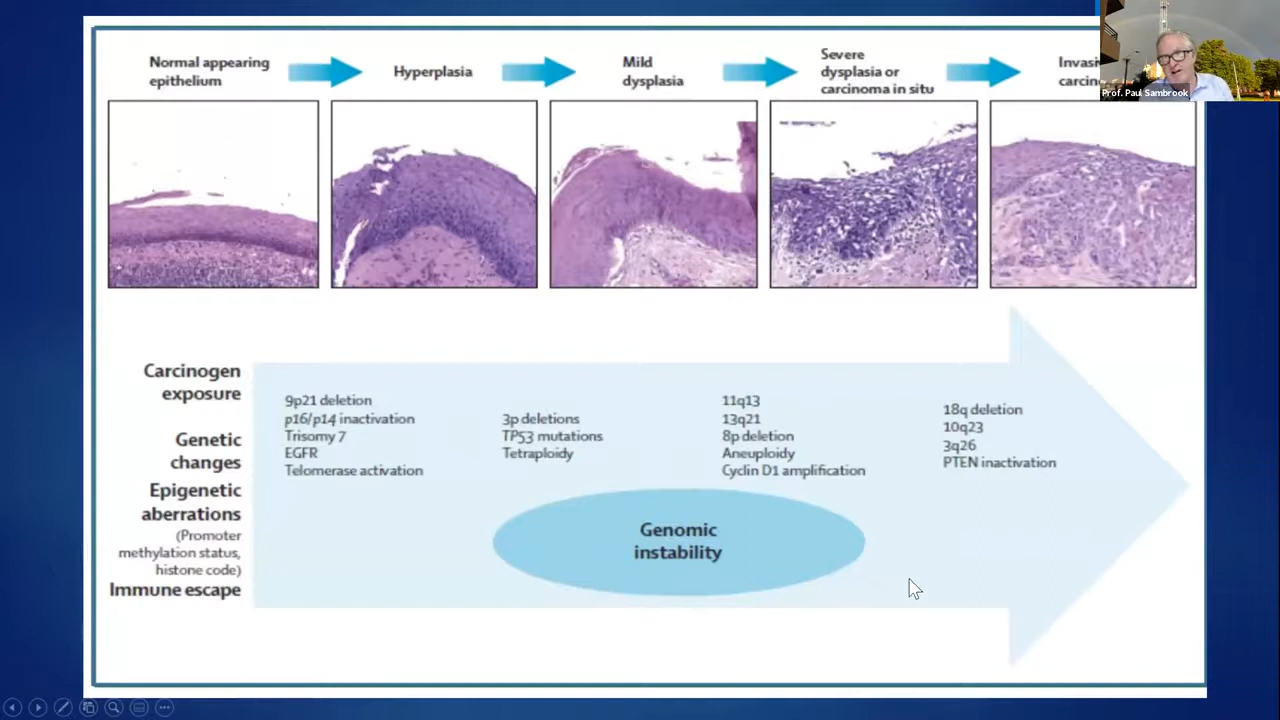 Normal appearing
epithelium
Hyperplasia
Mild
dysplasia
Severe
dysplasia or
carcinoma in situ
Prof. Paul Sambrook
Carcinogen
exposure
Genetic
changes
Epigenetic
aberrations
(Promoter
methylation status,
histone code)
Immune escape
9p21 deletion
p16/p14 inactivation
Trisomy 7
EGFR
Telomerase activation
3p deletions
TP53 mutations
Tetraploidy
11q13
13q21
8p deletion
Aneuploidy
Cyclin D1 amplification
18q deletion
10q23
3q26
PTEN inactivation
Genomic
instability